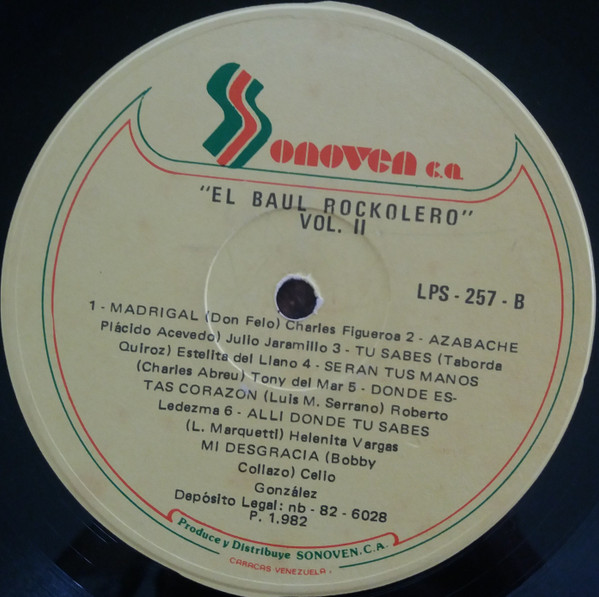 Sonoven C.A.
"EL BAUL ROCKOLERO"
VOL. II
LPS - 257 - B
1 - MADRIGAL (Don Felo) Charles Figueroa 2 - AZABACHE
Plácido Acevedo) Julio Jaramillo 3 - TU SABES (Taborda
Quiroz) Estelita del Llano 4 - SERAN TUS MANOS
(Charles Abreu) Tony del Mar 5 - DONDE ES-
TAS CORAZON (Luis M. Serrano) Roberto
Ledezma 6 - ALLI DONDE TU SABES
(L. Marquetti) Helenita Vargas
MI DESGRACIA (Bobby
Collazo) Celio
González
Depósito Legal: nb - 82 - 6028
P. 1.982
Produce y Distribuye SONOVEN. C.A.
CARACAS VENEZUELA.